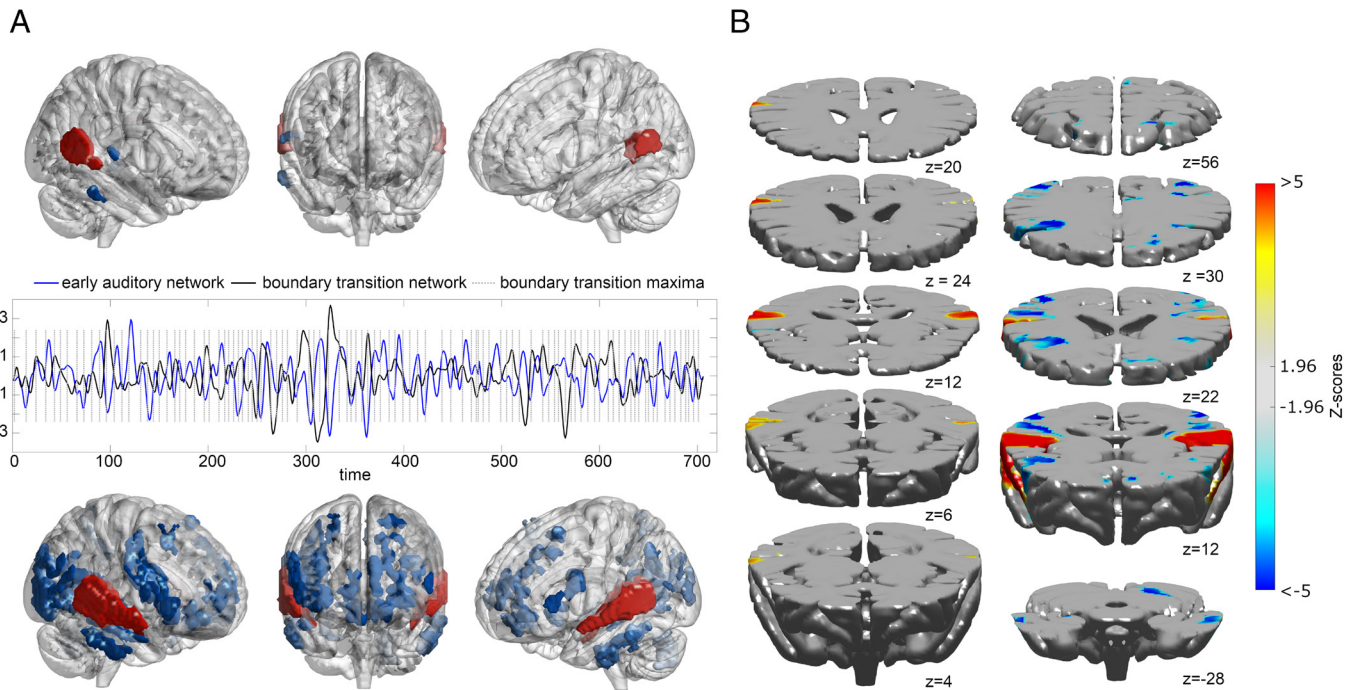 A
early auditory network
boundary transition network
boundary transition maxima
3
1
1
3
0
100
200
300
400
500
600
700
time
B
z=20
z = 24
z=12
z=6
z=4
z=56
z =30
z=22
z=12
z=-28
>5
1.96
-1.96
<-5
Z-scores